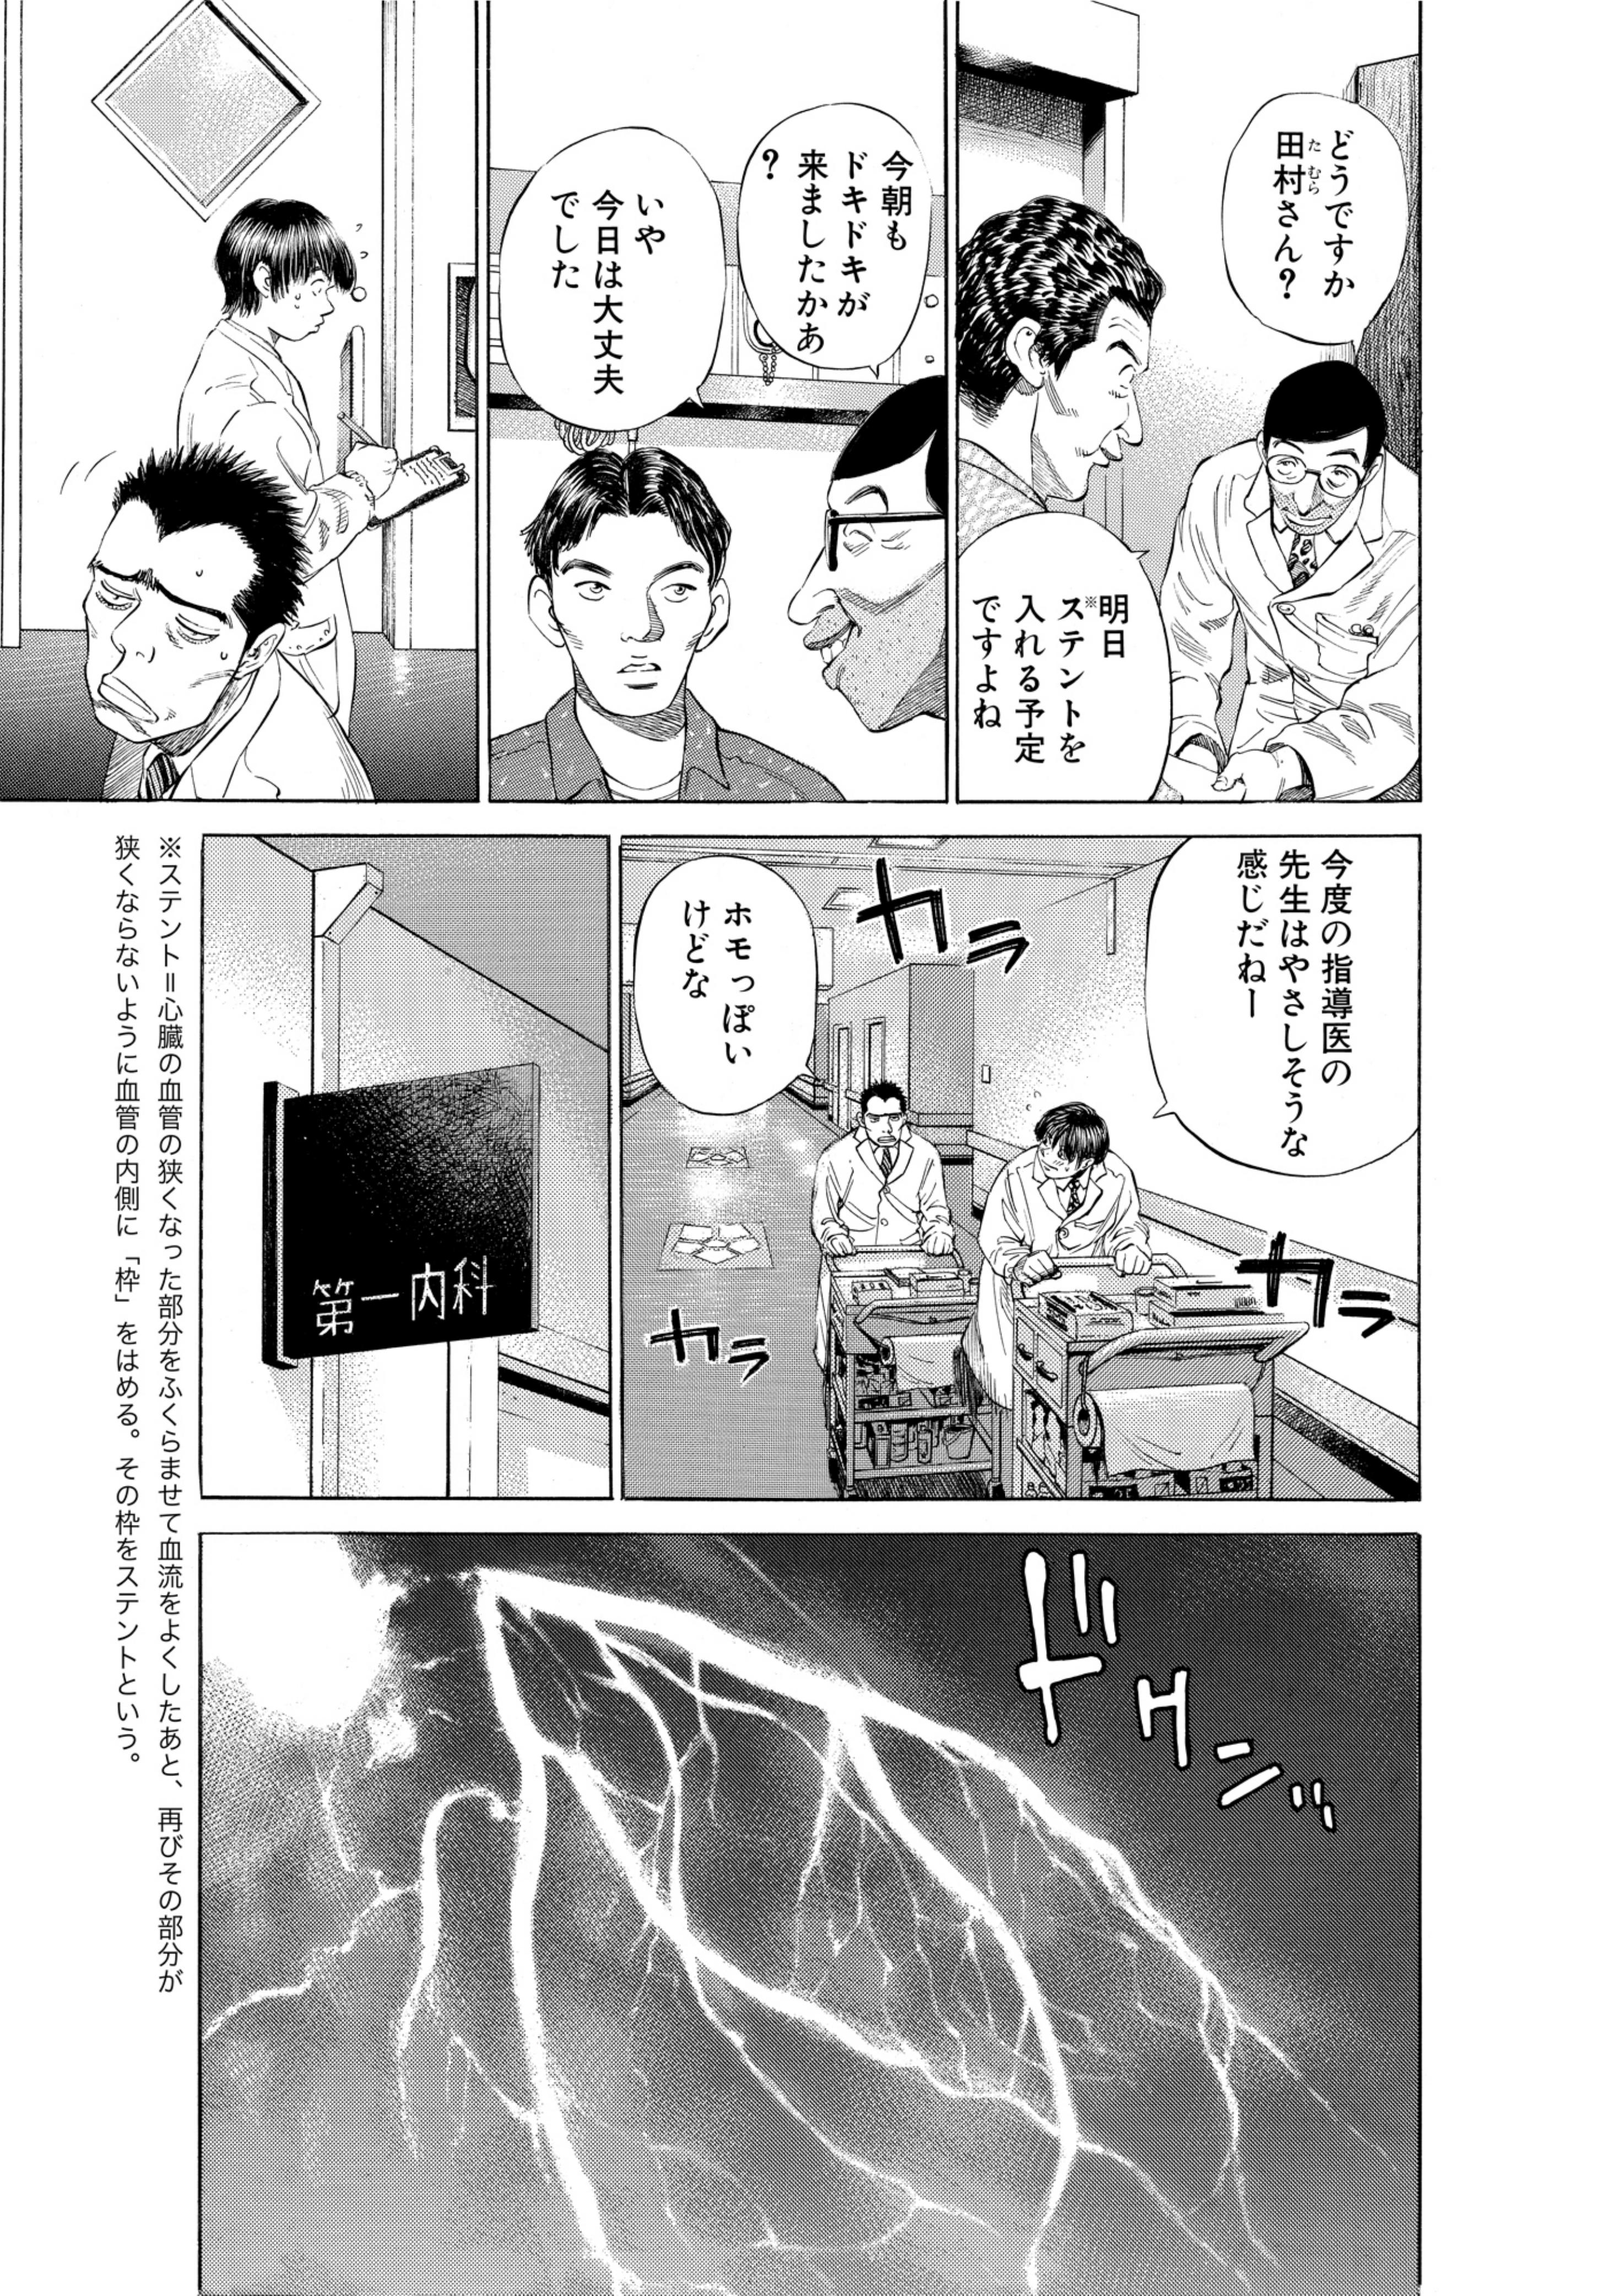 どうですか
田村さん？
たむら
明日
※ステントを
入れる予定
ですよね
今朝も
ドキドキが
来ましたかあ
？
いや
今日は大丈夫
でした
今度の指導医の
先生はやさしそうな
感じだねー
カラ
ホモっぽい
けどな
カラ
カラ
第一内科
ドクンッ
※ステント＝心臓の血管の狭くなった部分をふくらませて血流をよくしたあと、再びその部分が
狭くならないように血管の内側に「枠」をはめる。その枠をステントという。